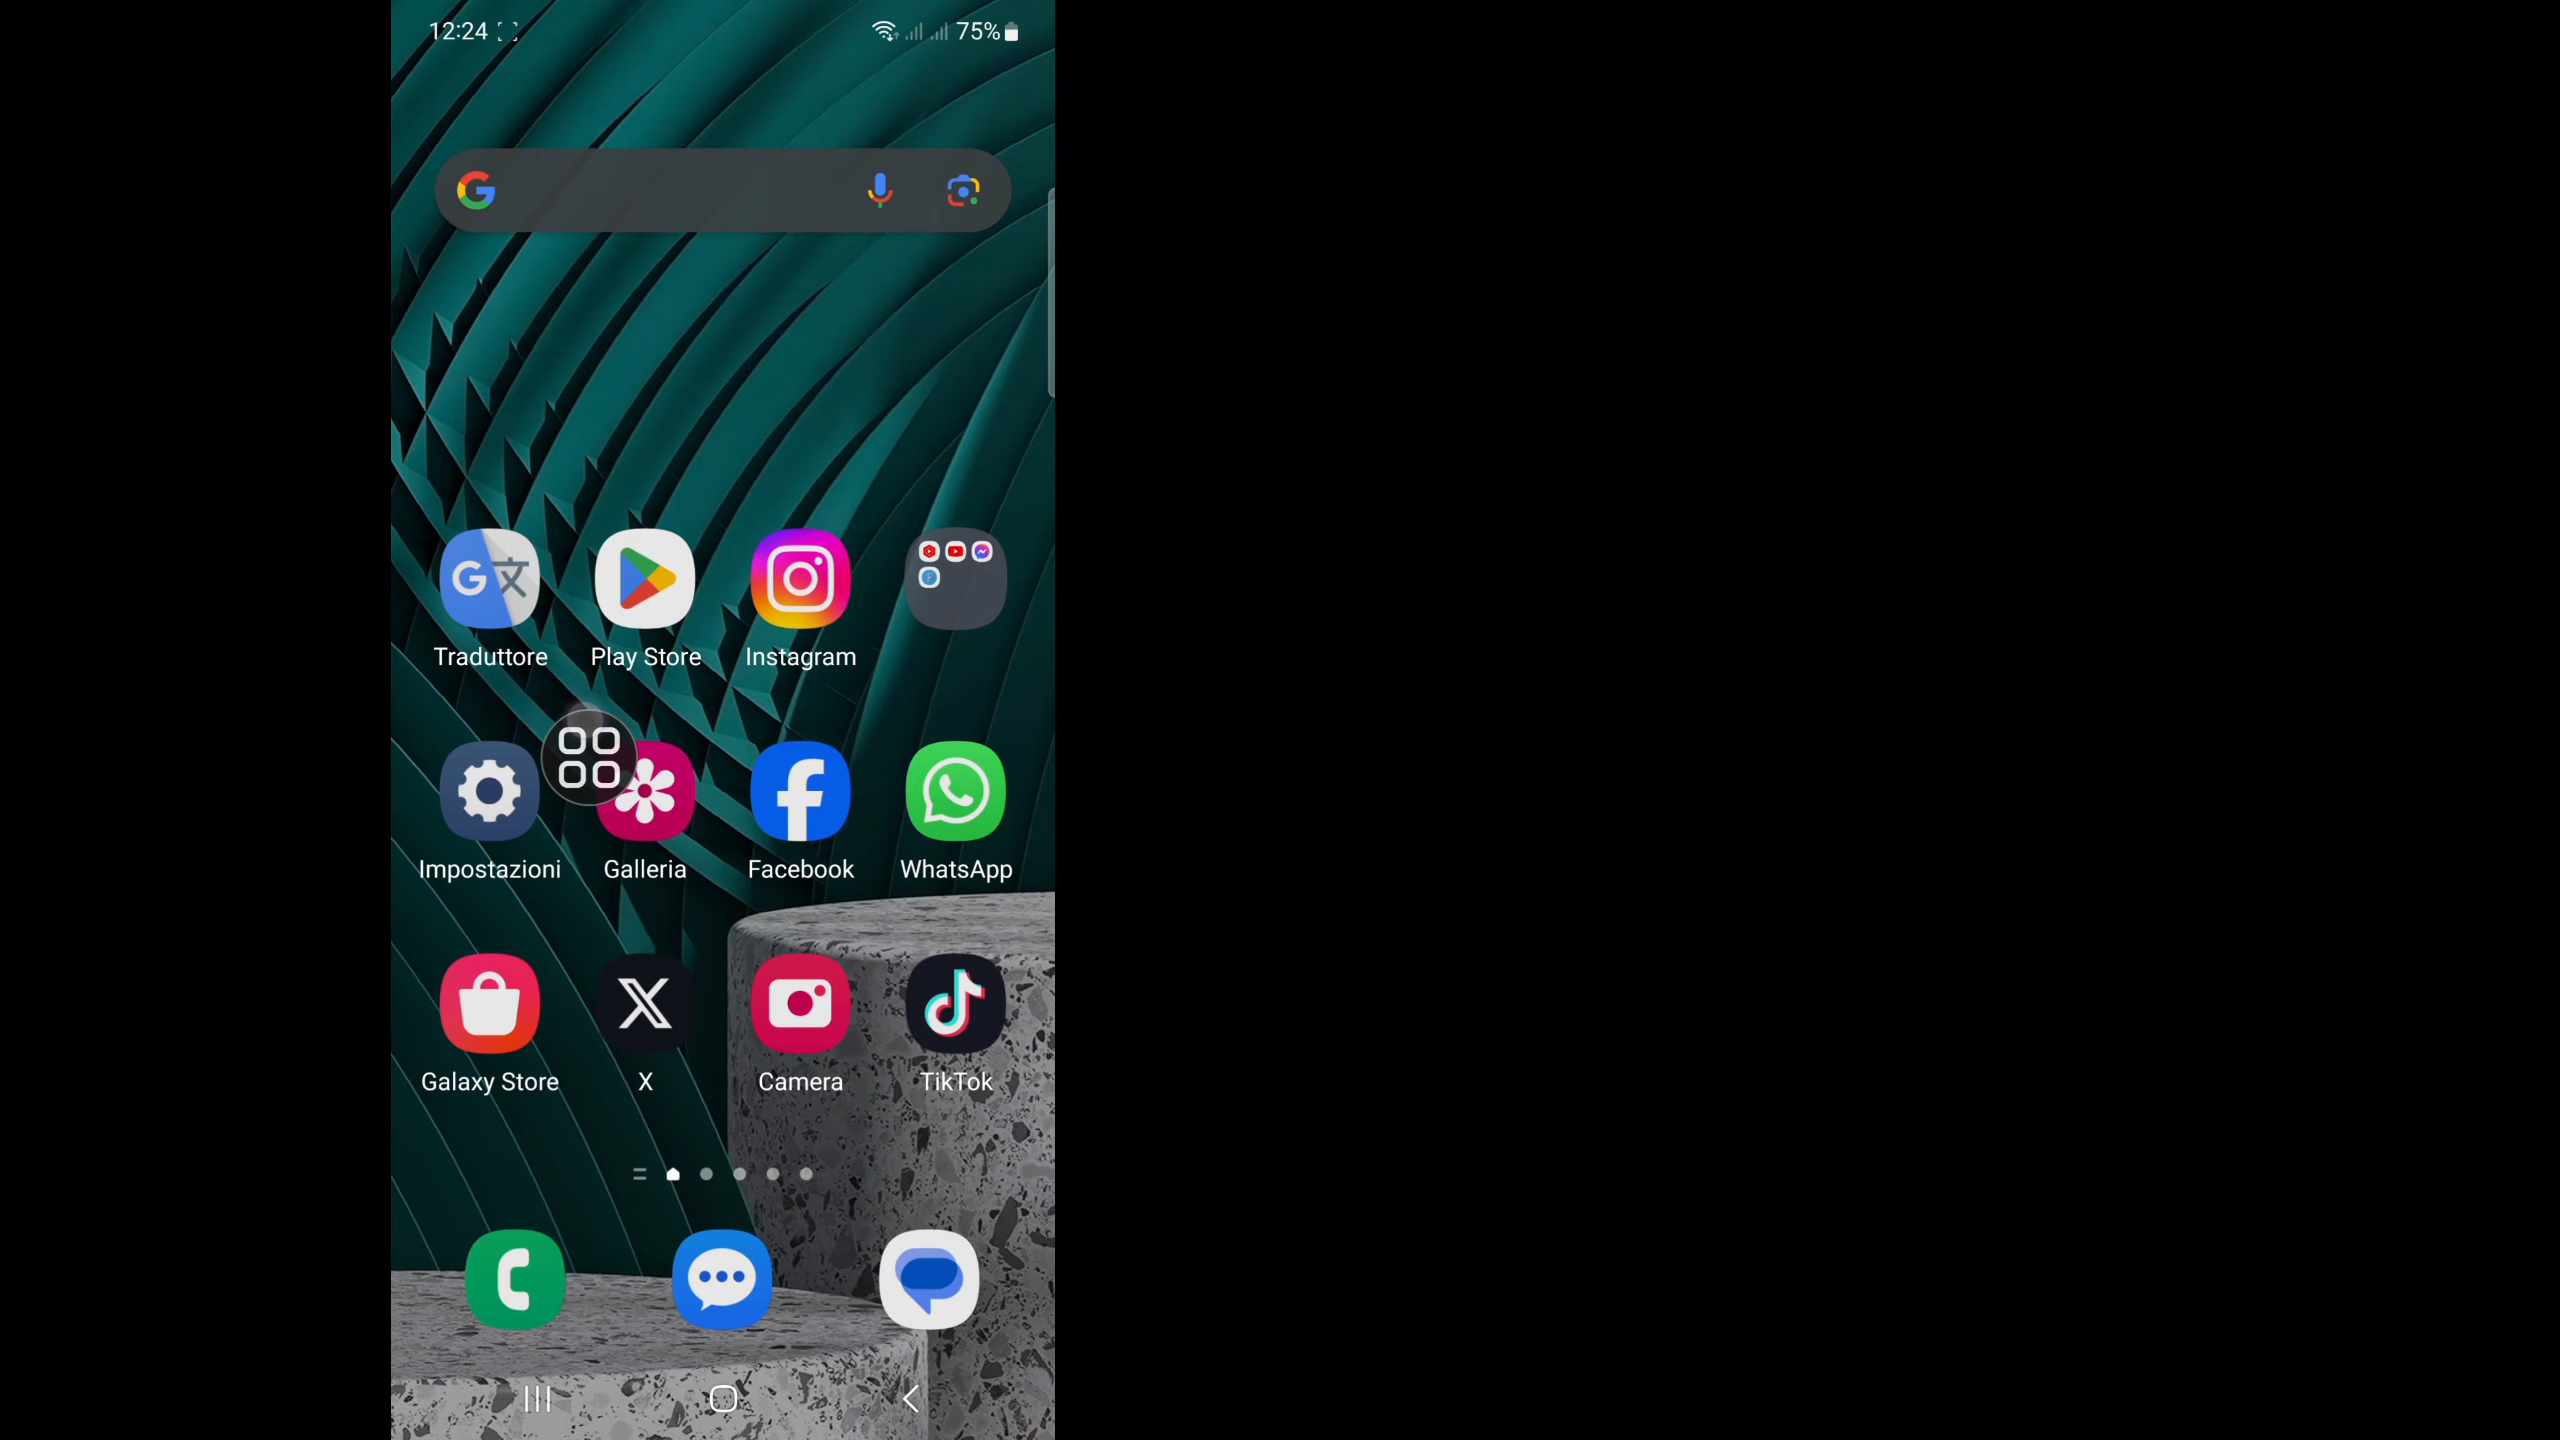 12:24
75%
Traduttore
Play Store
Instagram
Impostazioni
Galleria
Facebook
WhatsApp
Galaxy Store
X
Camera
TikTok